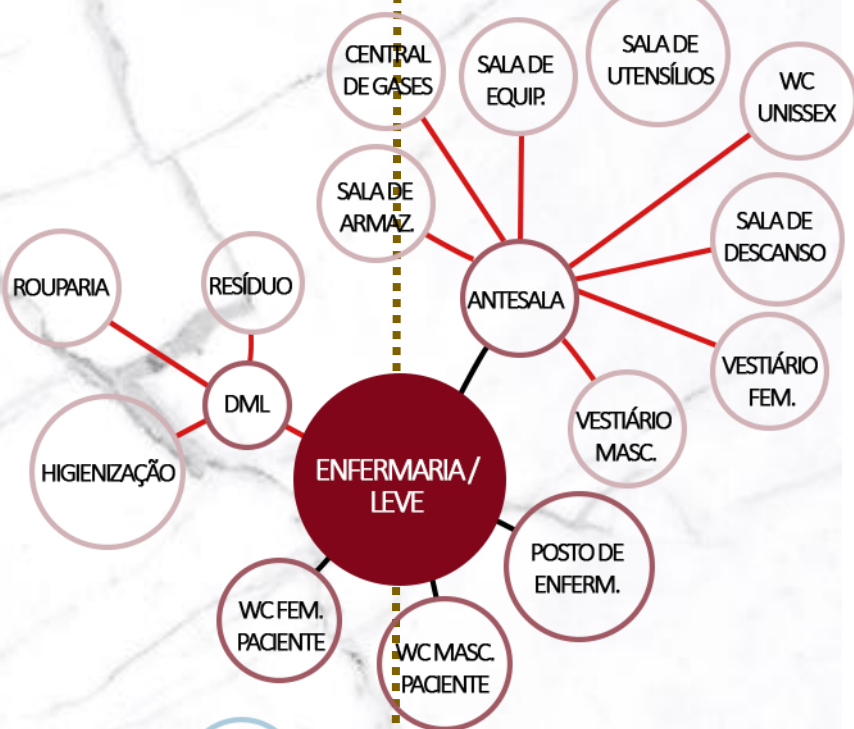 CENTRAL
DE GASES
SALA DE
EQUIP.
SALA DE
UTENSÍLIOS
WC
UNISSEX
SALA DE
ARMAZ.
SALA DE
DESCANSO
ROUPARIA
RESÍDUO
ANTESALA
VESTIÁRIO
FEM.
DML
VESTIÁRIO
MASC.
HIGIENIZAÇÃO
ENFERMARIA/
LEVE
POSTO DE
ENFERM.
WC FEM.
PACIENTE
WC MASC.
PACIENTE